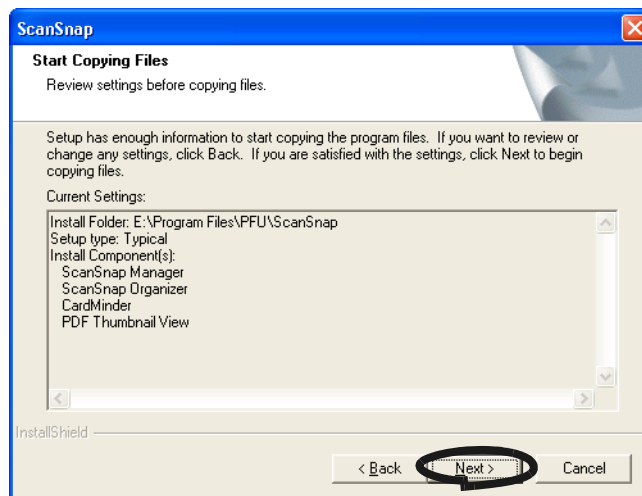 ScanSnap
Start Copying Files
Review settings before copying files.
Setup has enough information to start copying the program files.  If you want to review or
change any settings, click Back.  If you are satisfied with the settings, click Next to begin
copying files.
Current Settings:
Install Folder: E:\Program Files\PFU\ScanSnap
Setup type: Typical
Install Component(s):
ScanSnap Manager
ScanSnap Organizer
CardMinder
PDF Thumbnail View
InstallShield
< Back
Next >
Cancel